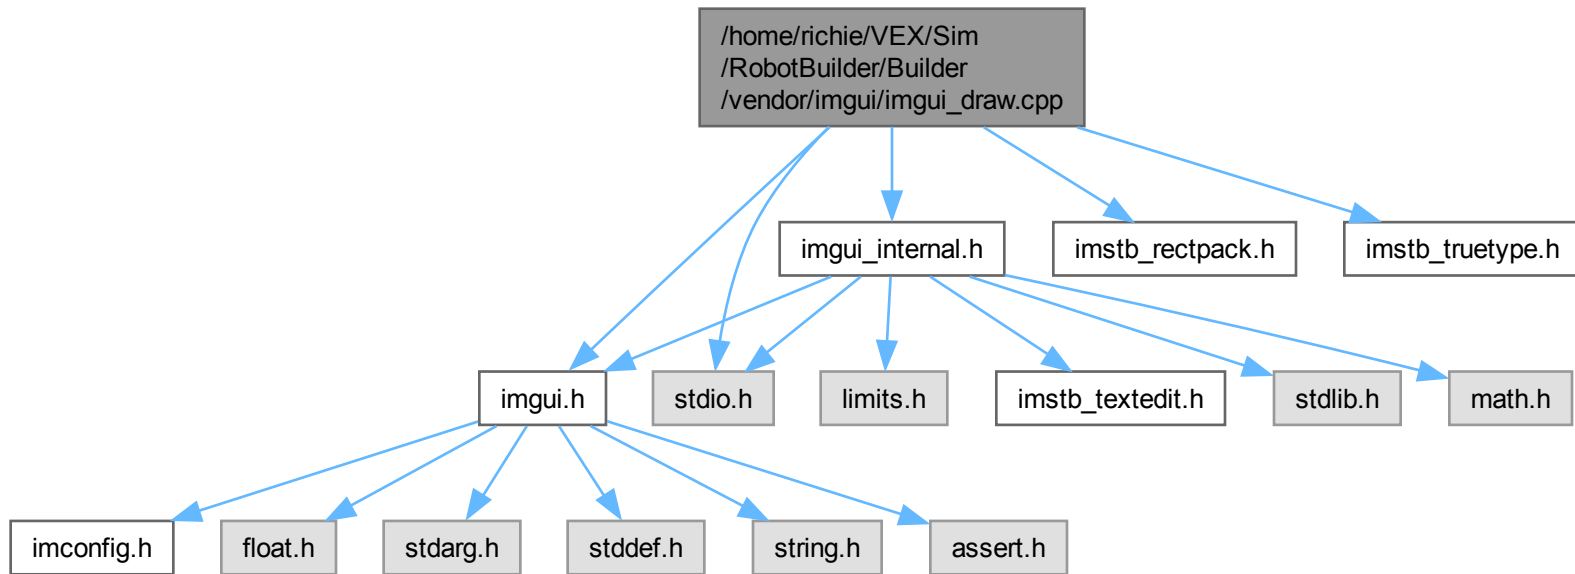 /home/richie/VEX/Sim
/RobotBuilder/Builder
/vendor/imgui/imgui_draw.cpp
imgui_internal.h
imstb_rectpack.h
imstb_truetype.h
imgui.h
stdio.h
limits.h
imstb_textedit.h
stdlib.h
math.h
imconfig.h
float.h
stdarg.h
stddef.h
string.h
assert.h